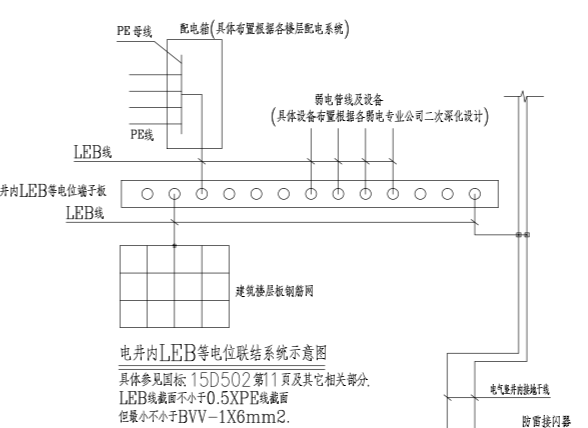 PE母线
配电箱(具体布置根据各楼层配电系统)
弱电管线及设备
(具体设备布置根据各弱电专业公司二次深化设计)
PE线
LEB线
井内LEB等电位端子板
LEB线
建筑楼层板钢筋网
电井内LEB等电位联结系统示意图
具体参见国标,15D502第11页及其它相关部分.
LEB线截面不小于0.5XPE线截面
但最小不小于BVV-1X6mm2.
电气竖井内接地干线
防雷接闪器